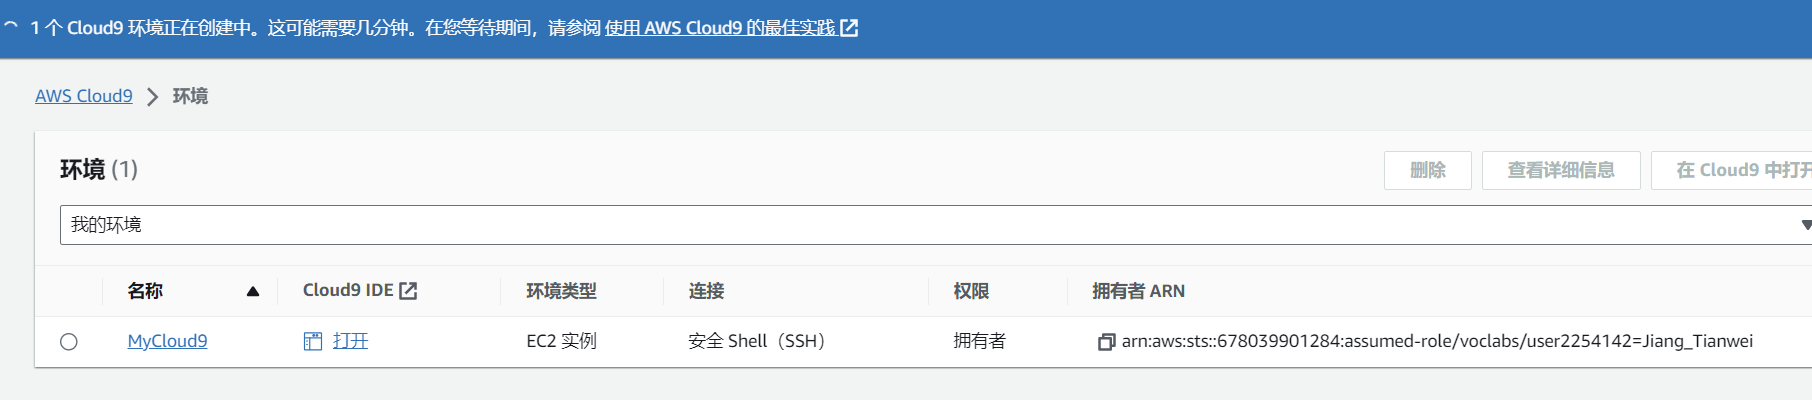 1 个 Cloud9 环境正在创建中。这可能需要几分钟。在您等待期间，请参阅 使用 AWS Cloud9 的最佳实践
AWS Cloud9 > 环境
环境 (1)
删除 查看详细信息 在 Cloud9 中打开
我的环境
名称 Cloud9 IDE 环境类型 连接 权限 拥有者 ARN
MyCloud9 打开 EC2 实例 安全 Shell（SSH） 拥有者 arn:aws:sts::678039901284:assumed-role/voclabs/user2254142=Jiang_Tianwei